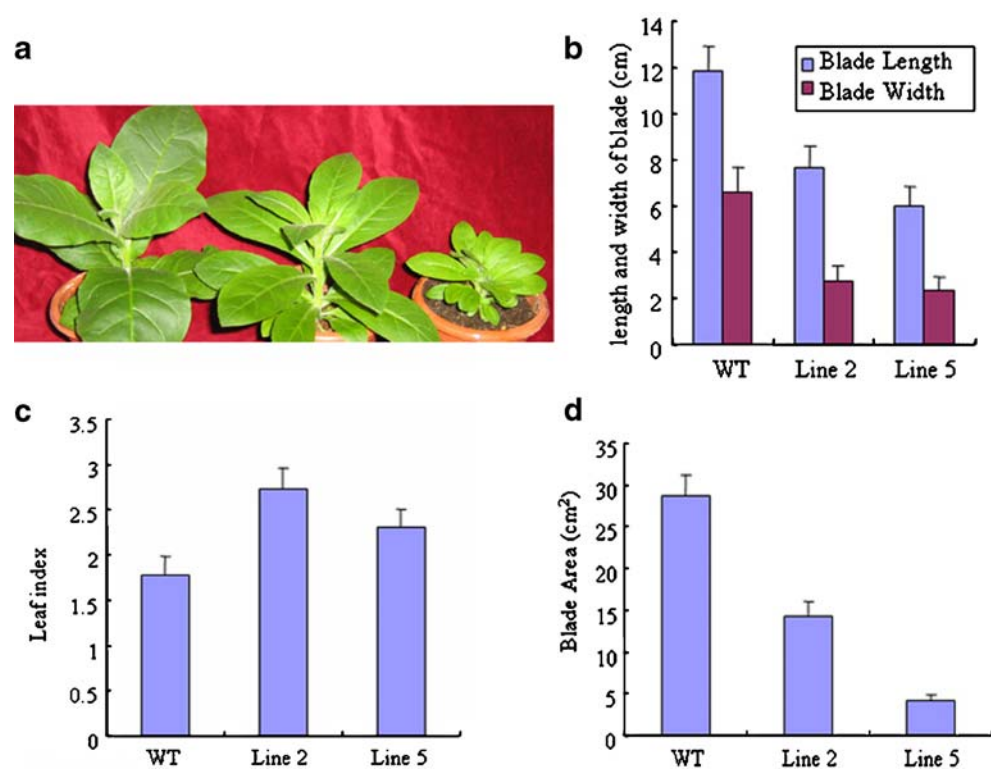 a
b
length and width of blade (cm)
14
12
10
8
6
4
2
0
Blade Length
Blade Width
WT
Line 2
Line 5
c
Leaf index
3.5
3
2.5
2
1.5
1
0.5
0
WT
Line 2
Line 5
d
Blade Area (cm²)
35
30
25
20
15
10
5
0
WT
Line 2
Line 5